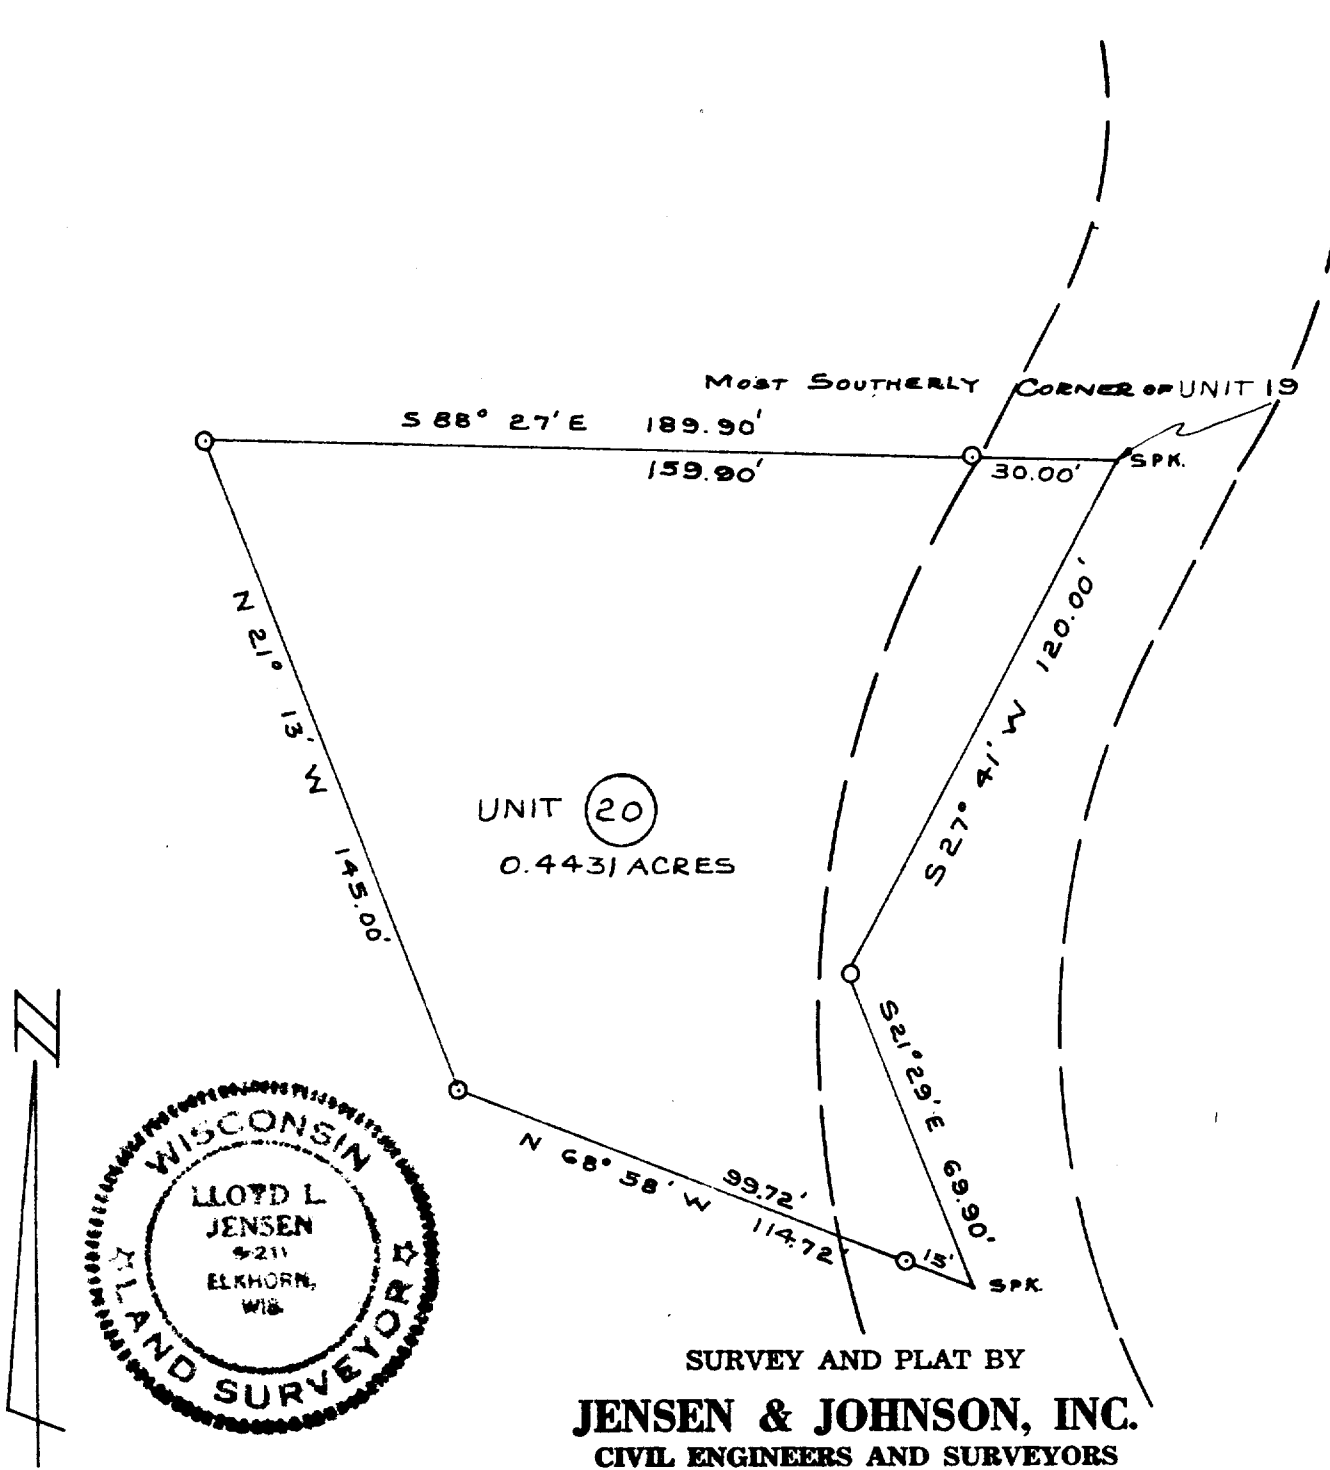 MOST SOUTHERLY CORNER OF UNIT 19
S 88° 27' E 189.90'
159.90'
30.00'
SPK.
N 21° 13' W 145.00'
S 27° 41' W 120.00'
UNIT 20
0.4431 ACRES
S 21° 29' E 69.90'
N 68° 58' W 99.72'
114.72'
15'
SPK.
N
WISCONSIN
LLOYD L.
JENSEN
S-211
ELKHORN,
WIS.
LAND SURVEYOR
SURVEY AND PLAT BY
JENSEN & JOHNSON, INC.
CIVIL ENGINEERS AND SURVEYORS